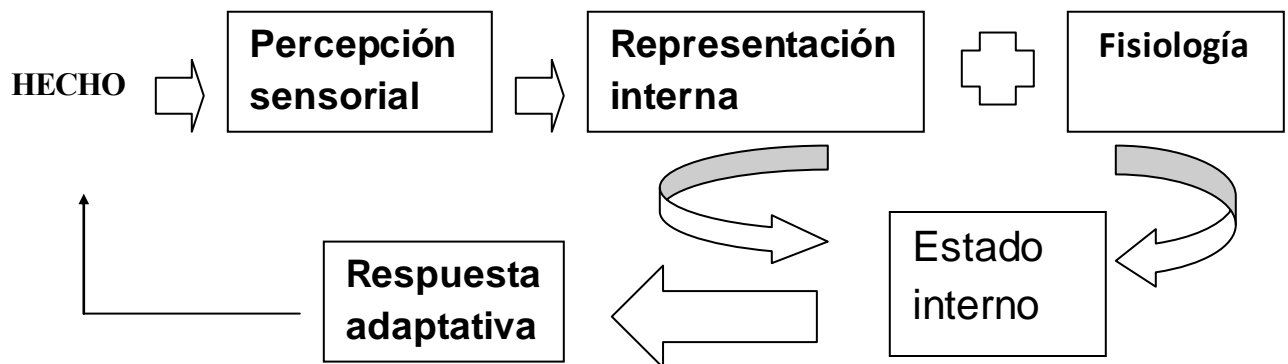 HECHO
Percepción
sensorial
Representación
interna
Fisiología
Estado
interno
Respuesta
adaptativa